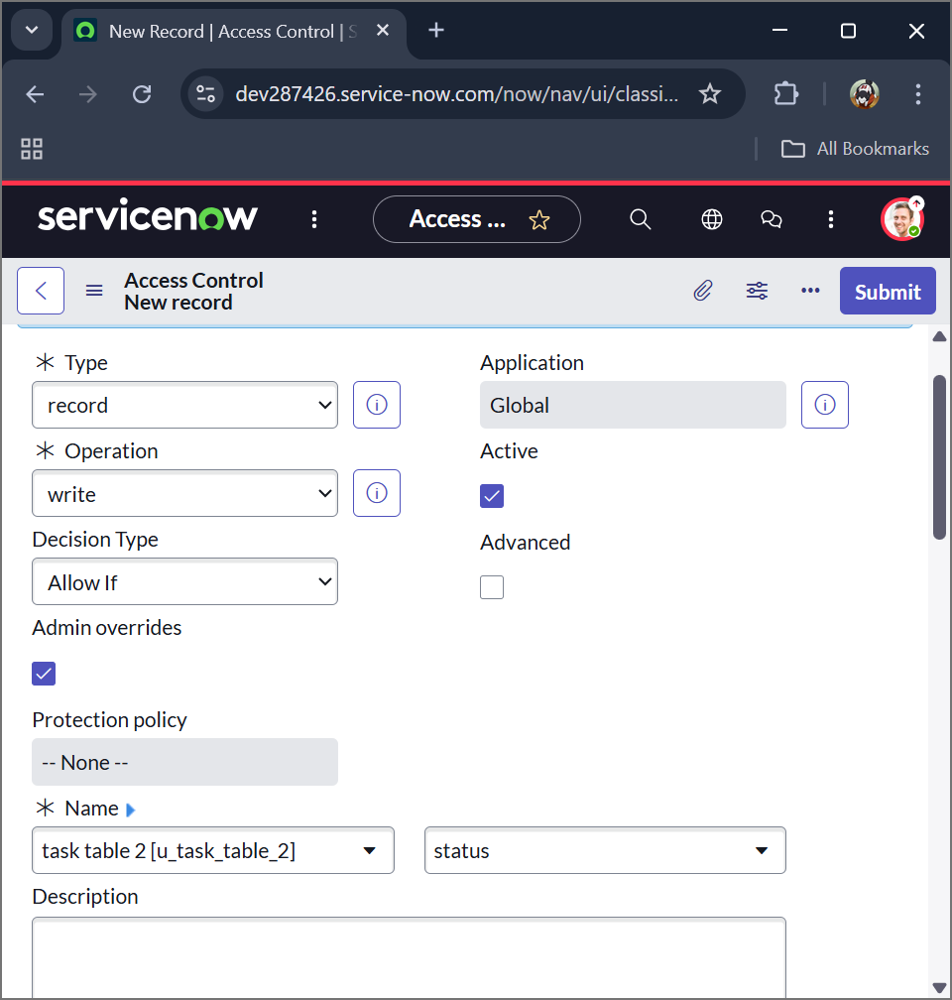 New Record | Access Control | S
dev287426.service-now.com/now/nav/ui/classi...
All Bookmarks
servicenow
Access ...
Access Control
New record
Submit
Type
Application
record
Global
Operation
Active
write
Decision Type
Advanced
Allow If
Admin overrides
Protection policy
-- None --
Name
task table 2 [u_task_table_2]
status
Description